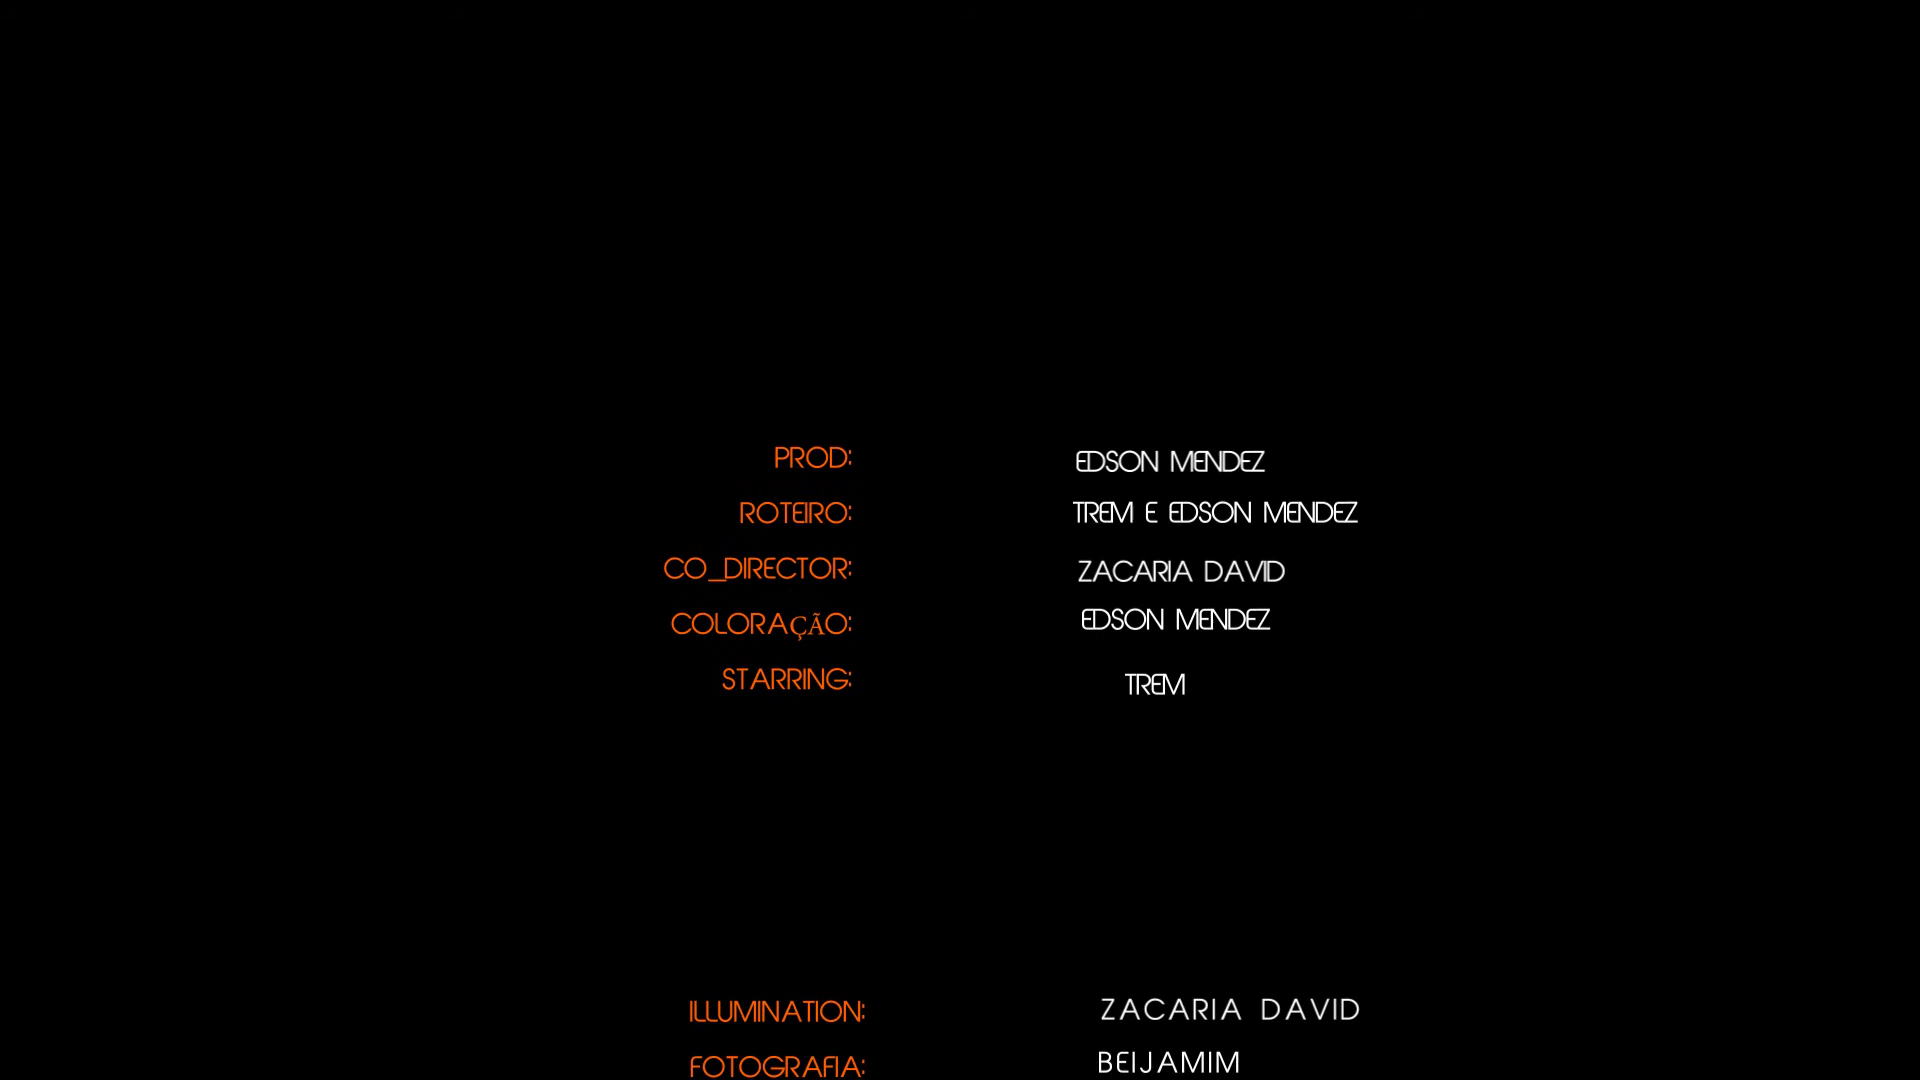 PROD: EDSON MENDEZ
ROTEIRO: TREM E EDSON MENDEZ
CO_DIRECTOR: ZACARIA DAVID
COLORAÇÃO: EDSON MENDEZ
STARRING: TREM
ILLUMINATION: ZACARIA DAVID
FOTOGRAFIA: BEIJAMIM